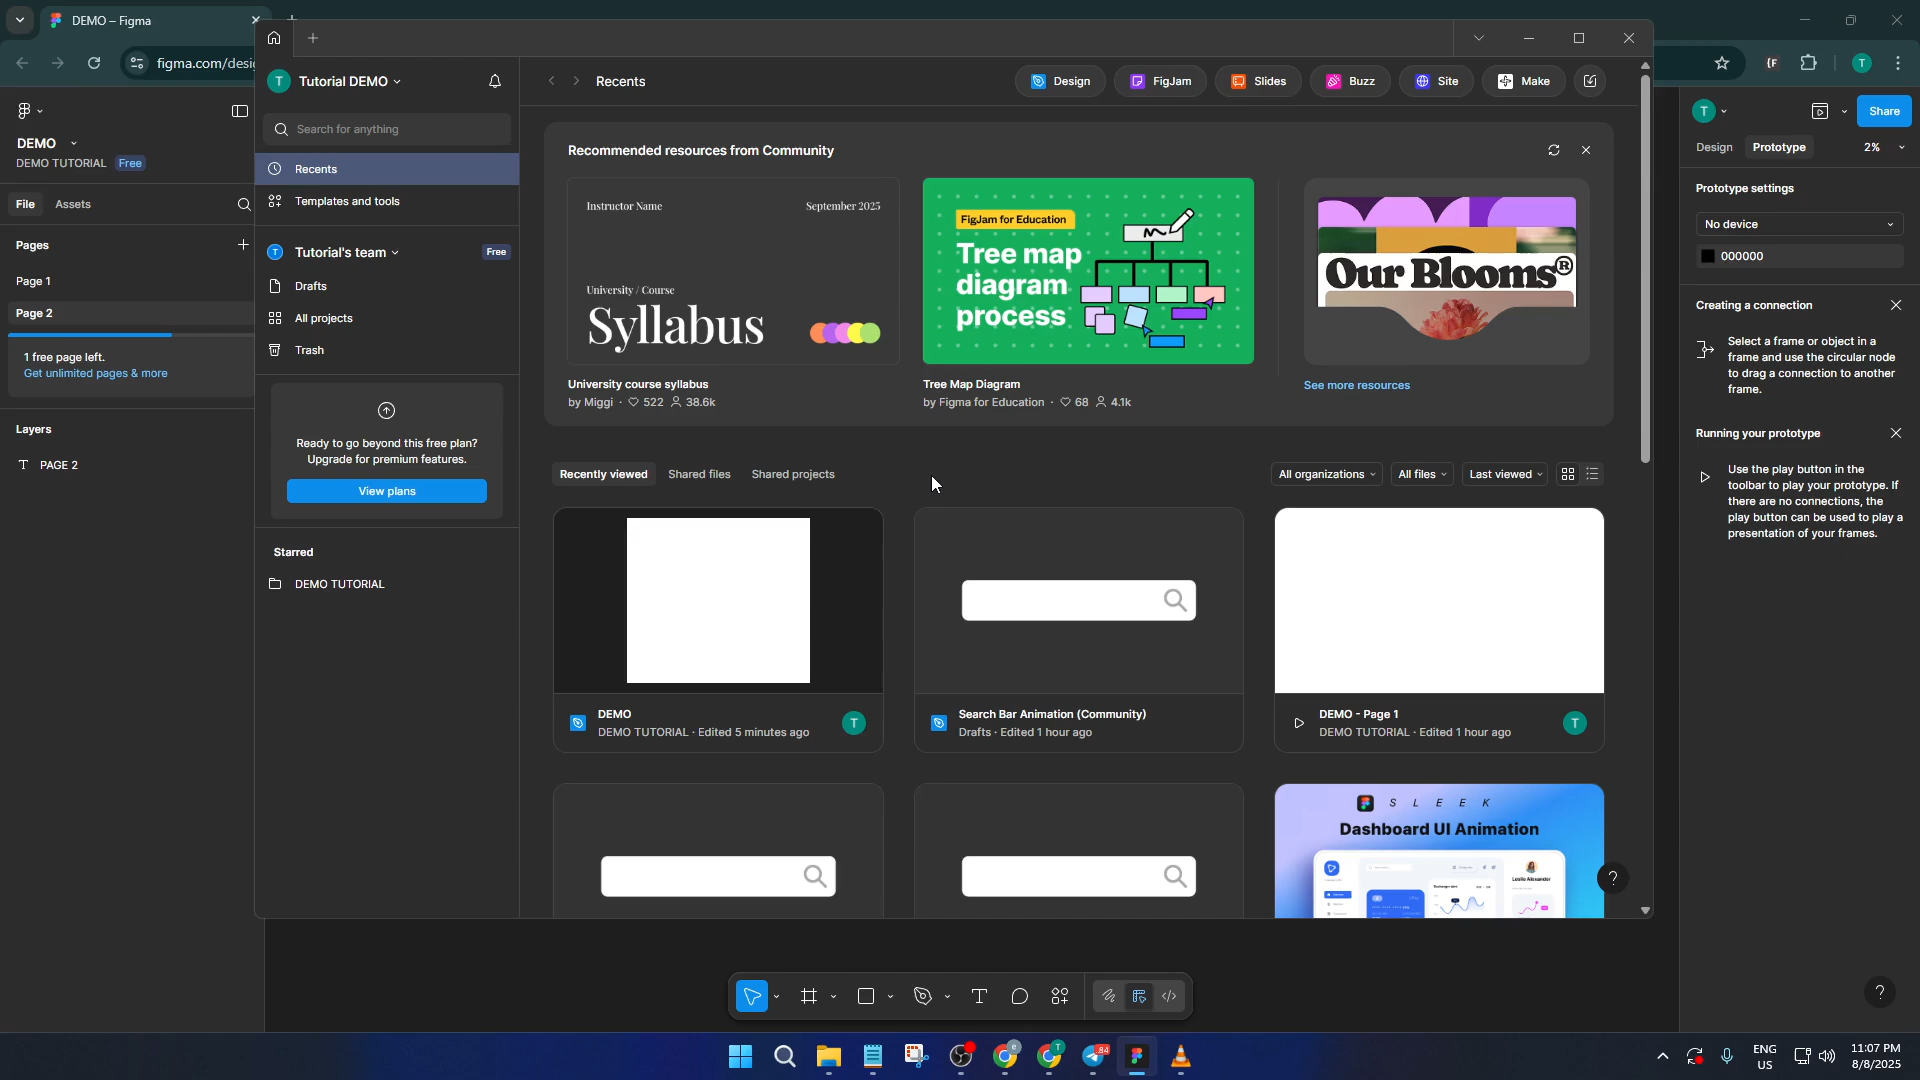 DEMO – Figma
figma.com/desi
T
Tutorial DEMO
Recents
Design
FigJam
Slides
Buzz
Site
Make
T
Share
Search for anything
DEMO
DEMO TUTORIAL Free
Design Prototype 2%
Recents
Templates and tools
Recommended resources from Community
Prototype settings
No device
000000
File Assets
Pages
Page 1
Page 2
1 free page left.
Get unlimited pages & more
Layers
T PAGE 2
T Tutorial's team Free
Drafts
All projects
Trash
Ready to go beyond this free plan?
Upgrade for premium features.
View plans
Starred
DEMO TUTORIAL
Instructor Name September 2025
University / Course
Syllabus
University course syllabus
by Miggi · 522 38.6k
FigJam for Education
Tree map
diagram
process
Tree Map Diagram
by Figma for Education · 68 4.1k
Our Blooms®
See more resources
Creating a connection
Select a frame or object in a
frame and use the circular node
to drag a connection to another
frame.
Running your prototype
Use the play button in the
toolbar to play your prototype. If
there are no connections, the
play button can be used to play a
presentation of your frames.
Recently viewed Shared files Shared projects
All organizations All files Last viewed
DEMO
DEMO TUTORIAL · Edited 5 minutes ago
T
Search Bar Animation (Community)
Drafts · Edited 1 hour ago
DEMO - Page 1
DEMO TUTORIAL · Edited 1 hour ago
T
SLEEK
Dashboard UI Animation
Leslie Alexander
?
?
84
ENG
US
11:07 PM
8/8/2025